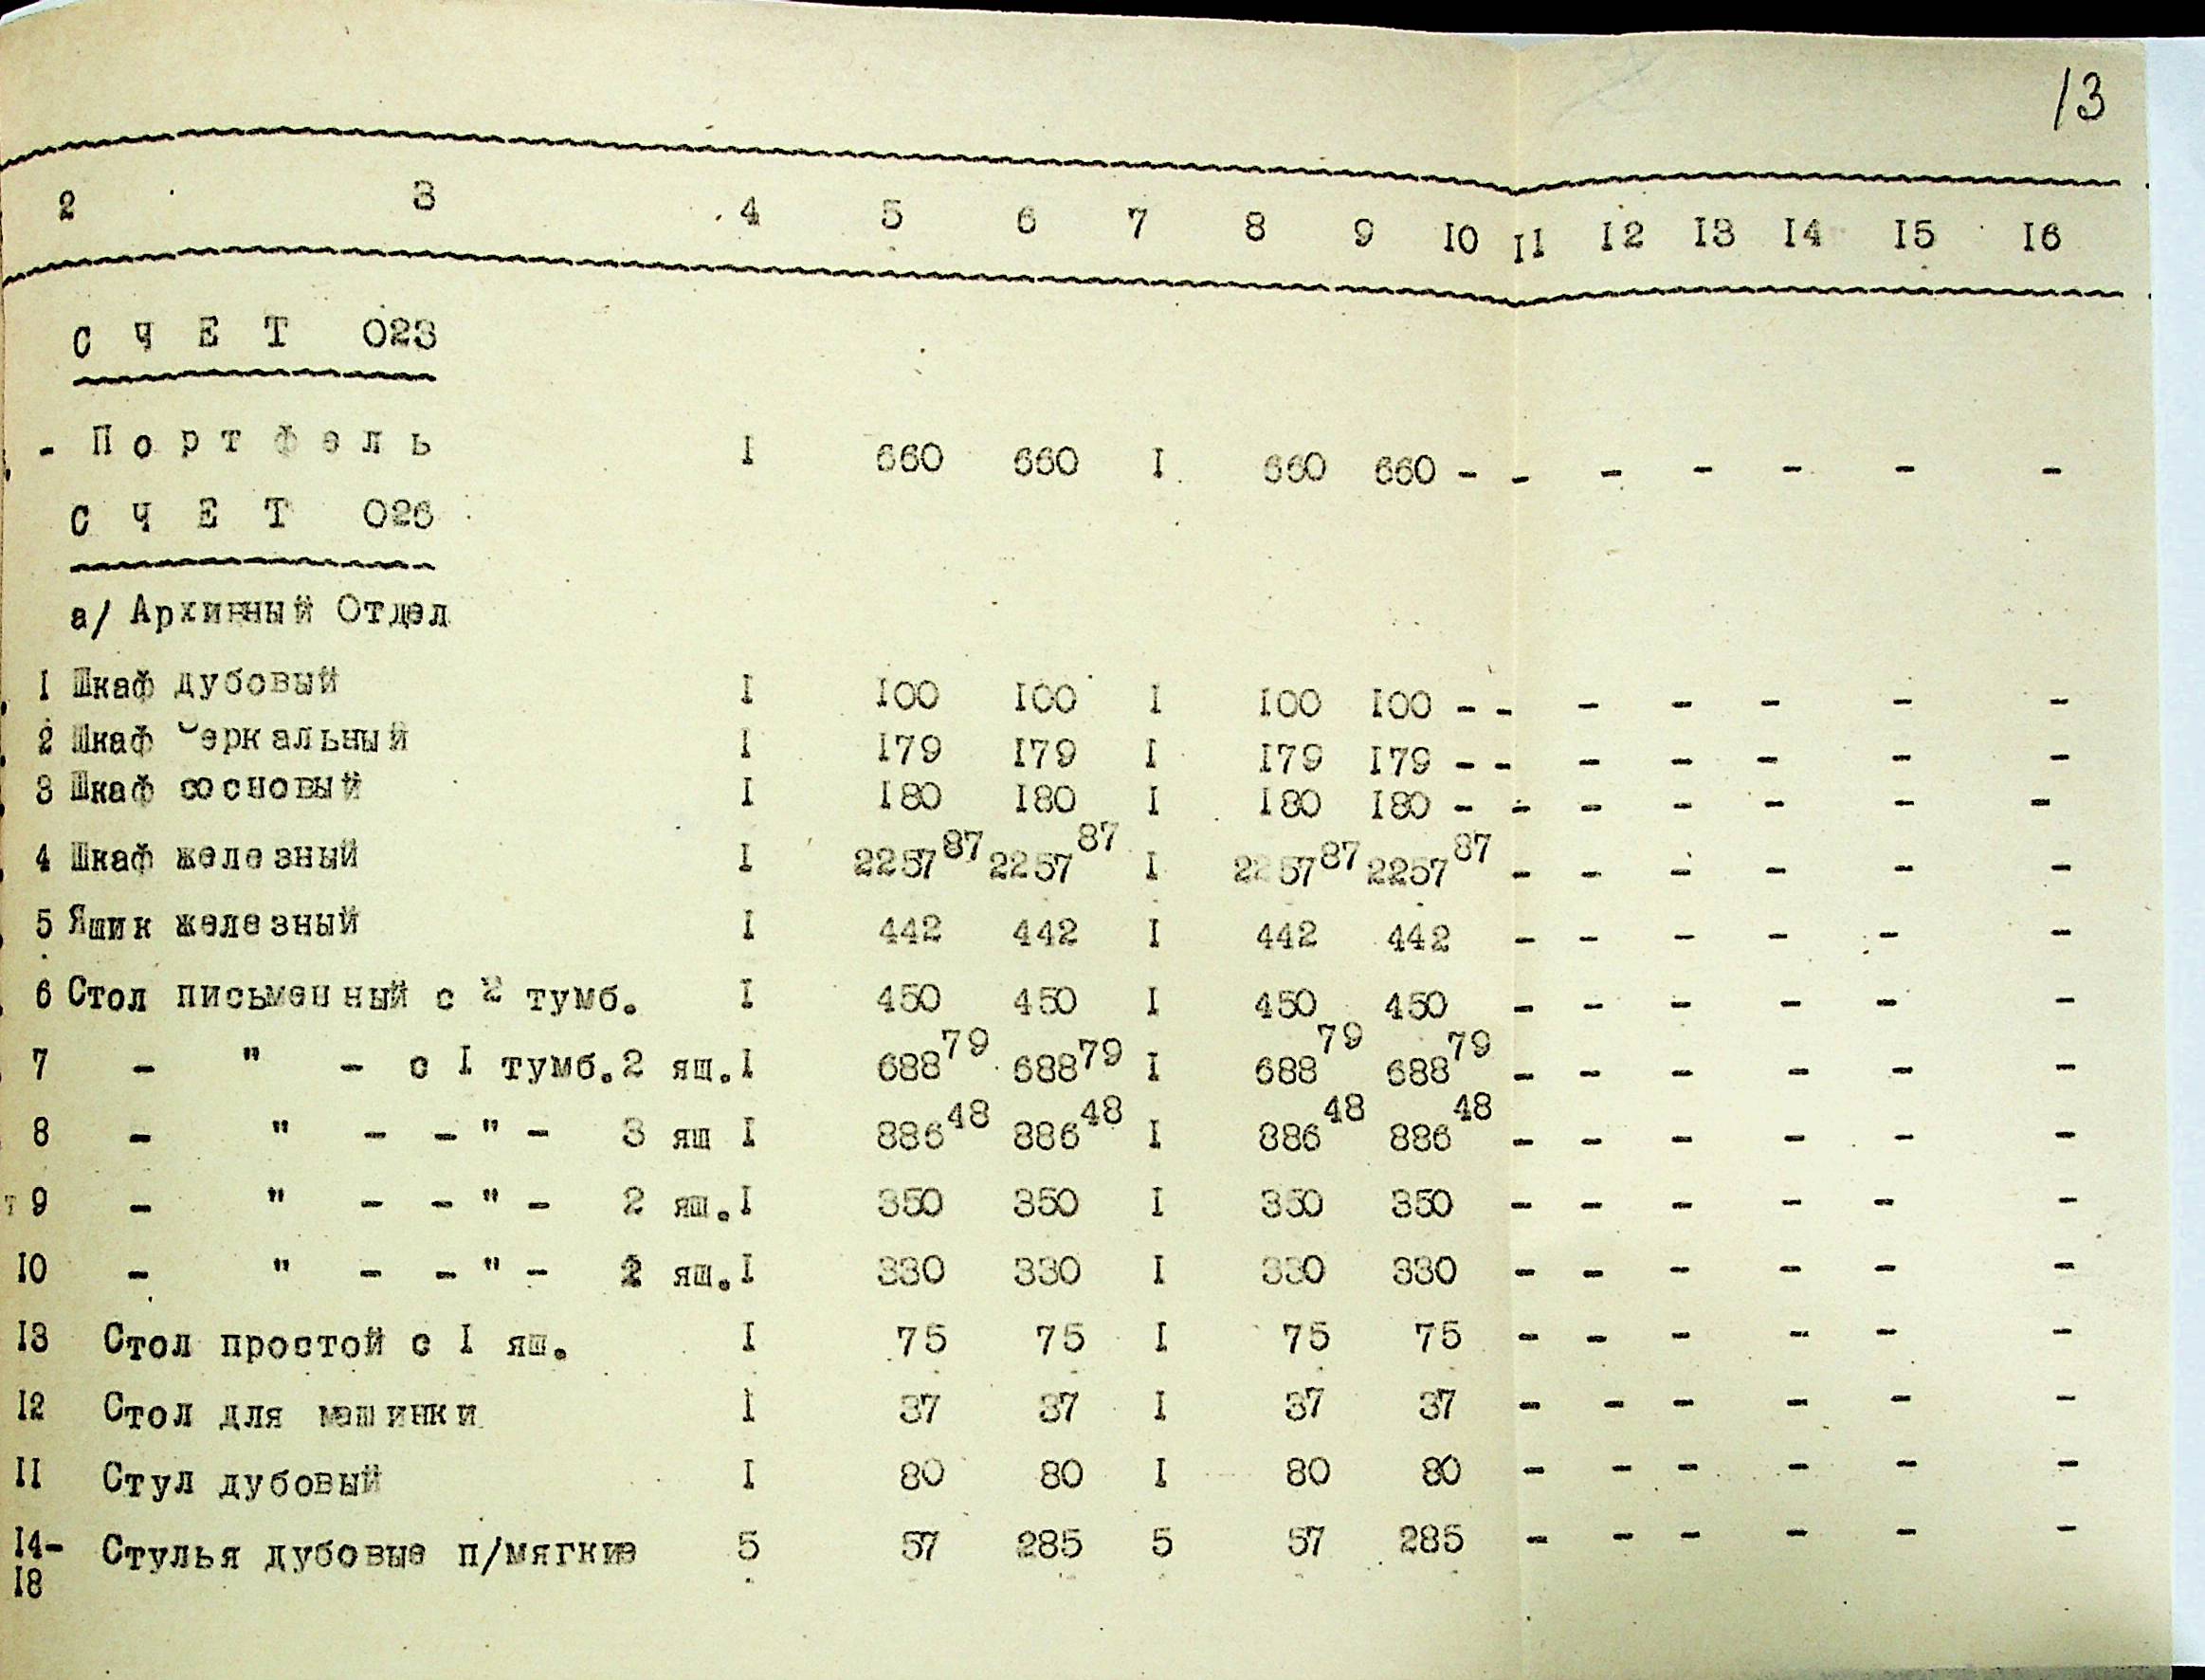 13
2 3 4 5 6 7 8 9 10 11 12 13 14 15 16
С Ч Е Т 023
- Портфель 1 660 660 1 660 660 - - - - - - -
С Ч Е Т 026
а/ Архивный Отдел
1 Шкаф дубовый 1 100 100 1 100 100 - - - - - - -
2 Шкаф зеркальный 1 179 179 1 179 179 - - - - - - -
3 Шкаф сосновый 1 180 180 1 180 180 - - - - - - -
4 Шкаф железный 1 2257 87 2257 87 1 2257 87 2257 87 - - - - - -
5 Яшик железный 1 442 442 1 442 442 - - - - - -
6 Стол письменный с 2 тумб. 1 450 450 1 450 450 - - - - - -
7 - " - с 1 тумб. 2 яш. 1 688 79 688 79 1 688 79 688 79 - - - - - -
8 - " - - " - 3 яш 1 886 48 886 48 1 886 48 886 48 - - - - - -
9 - " - - " - 2 яш. 1 350 350 1 350 350 - - - - - -
10 - " - - " - 2 яш. 1 330 330 1 330 330 - - - - - -
13 Стол простой с 1 яш. 1 75 75 1 75 75 - - - - - -
12 Стол для машинки 1 37 37 1 37 37 - - - - - -
11 Стул дубовый 1 80 80 1 80 80 - - - - - -
14- Стулья дубовые п/мягкие 5 57 285 5 57 285 - - - - - -
18